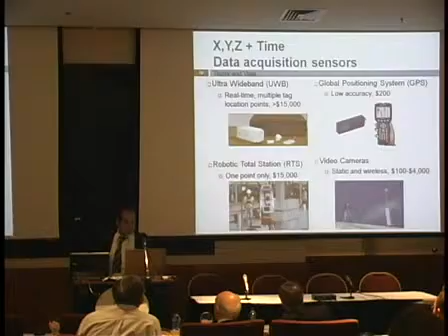 X,Y,Z + Time
Data acquisition sensors
Ultra Wideband (UWB)
Real-time, multiple tag
location points, >$15,000
Global Positioning System (GPS)
Low accuracy, $200
Robotic Total Station (RTS)
One point only, $15,000
Video Cameras
Static and wireless, $100-$4,000